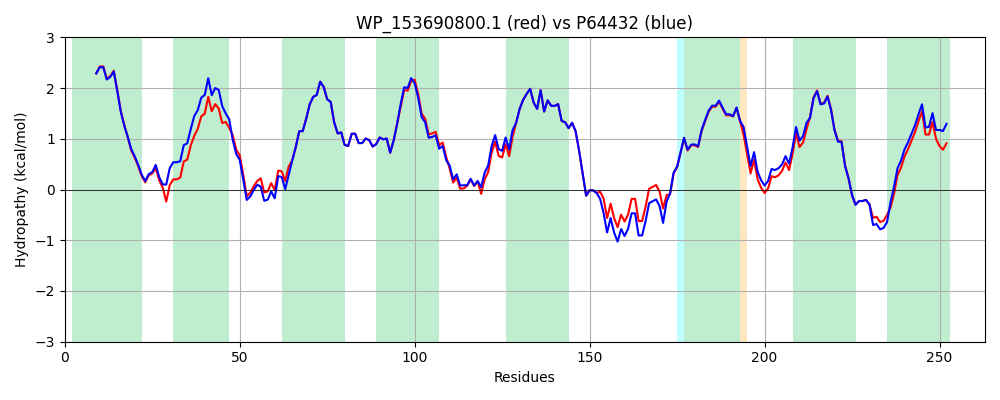 WP_153690800.1 (red) vs P64432 (blue)
3
2
1
0
−1
−2
−3
Hydropathy (kcal/mol)
0 50 100 150 200 250
Residues